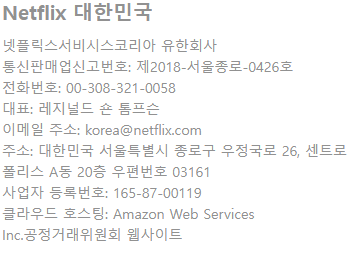 Netflix 대한민국
넷플릭스서비시스코리아 유한회사
통신판매업신고번호: 제2018-서울종로-0426호
전화번호: 00-308-321-0058
대표: 레지널드 숀 톰프슨
이메일 주소: korea@netflix.com
주소: 대한민국 서울특별시 종로구 우정국로 26, 센트로
폴리스 A동 20층 우편번호 03161
사업자 등록번호: 165-87-00119
클라우드 호스팅: Amazon Web Services
Inc.공정거래위원회 웹사이트